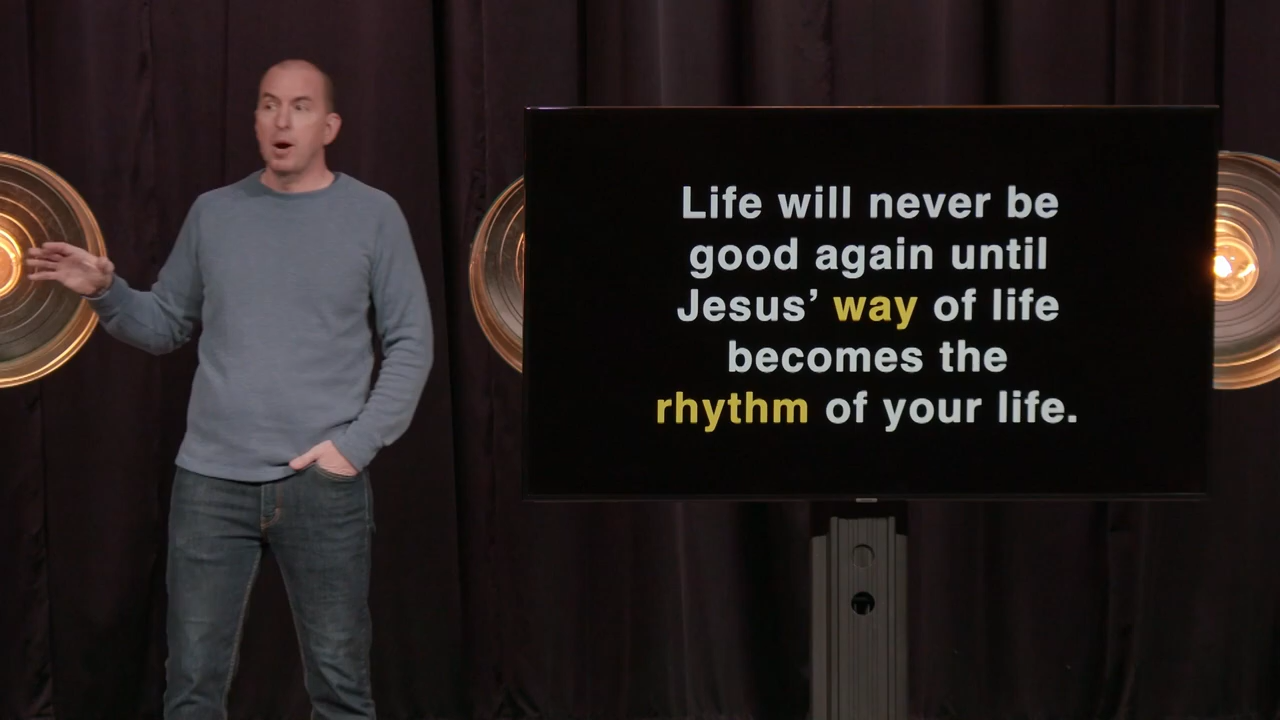 Life will never be
good again until
Jesus’ way of life
becomes the
rhythm of your life.